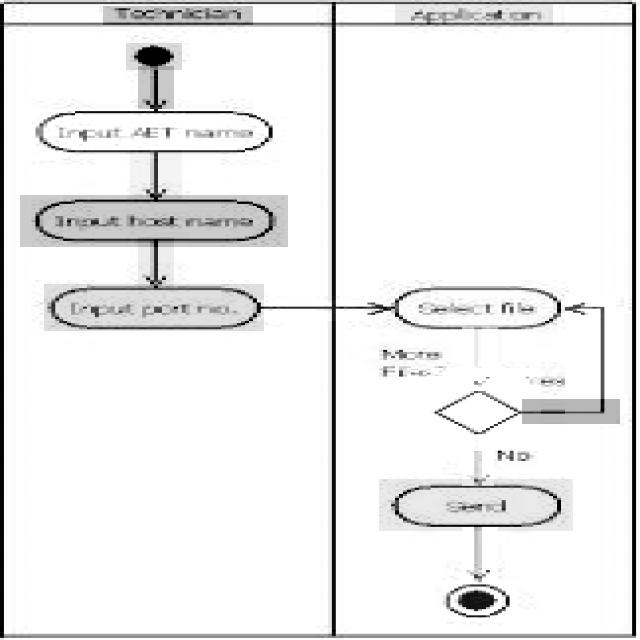 Technician
Application
Input AET name
Input host name
Input port no.
Select file
More
Files?
Yes
No
Send